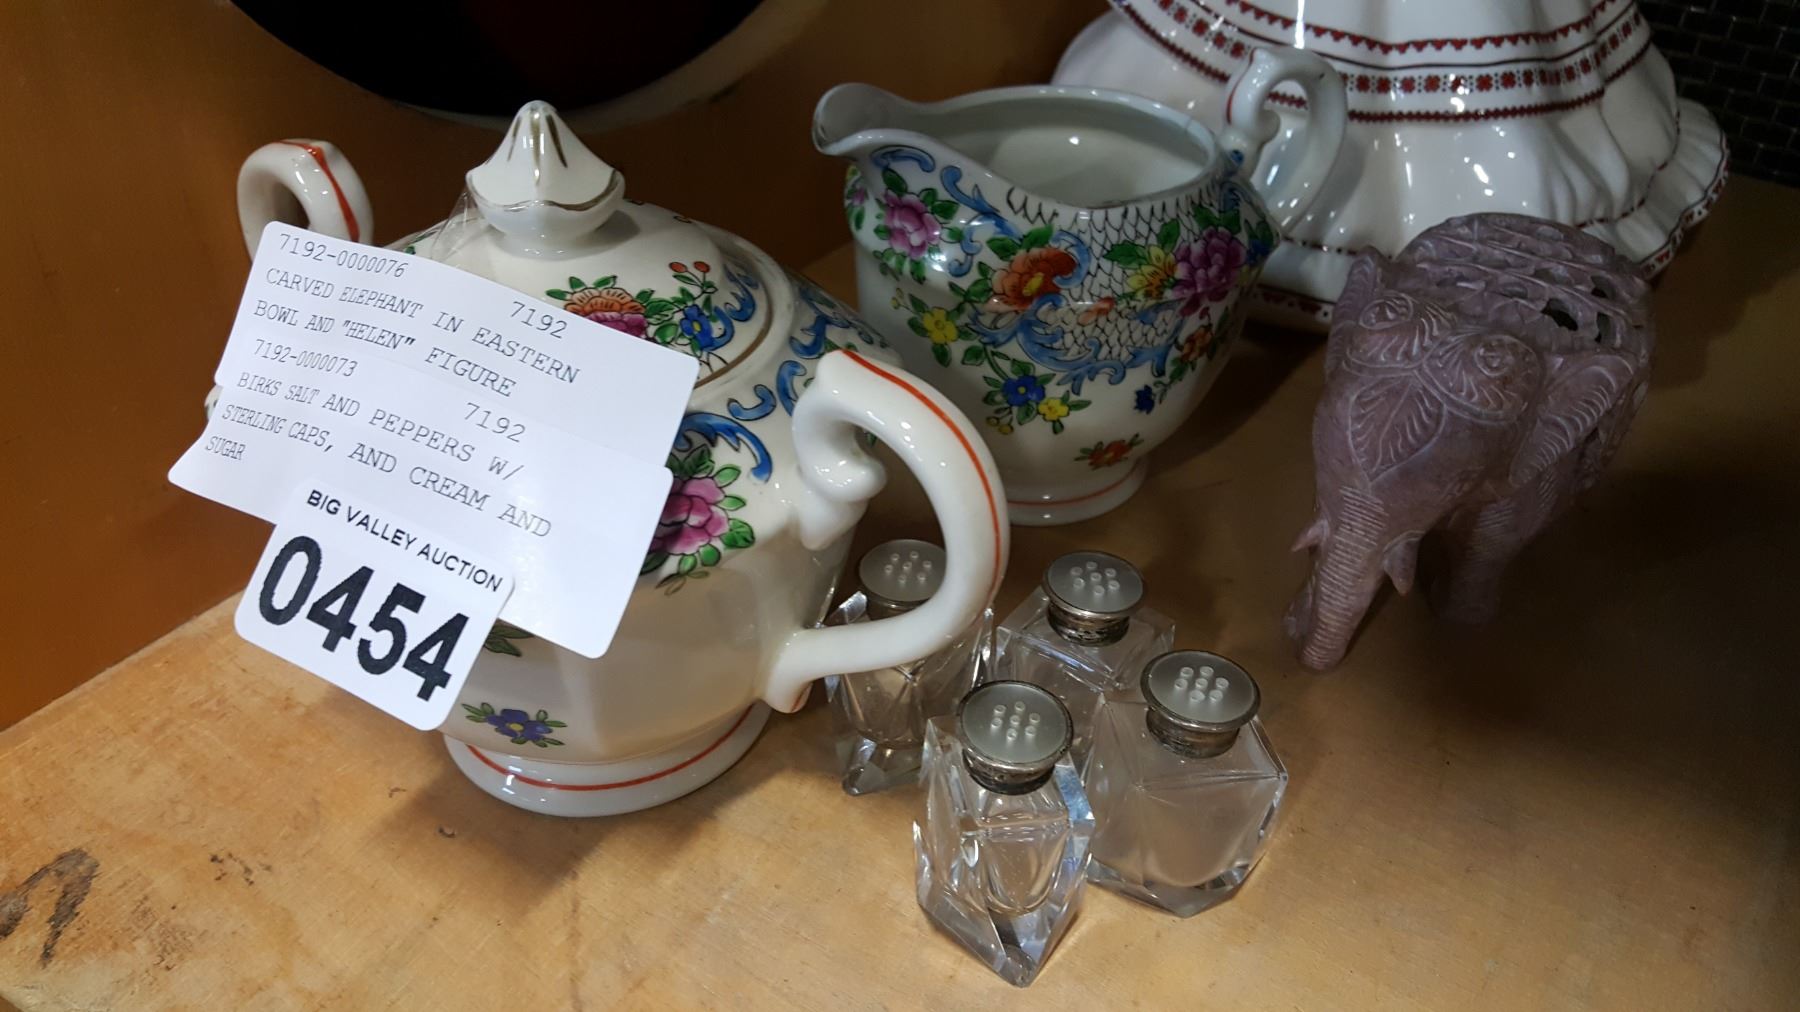 7192-0000076
7192
CARVED ELEPHANT IN EASTERN
BOWL AND "HELEN" FIGURE
7192-0000073
7192
BIRKS SALT AND PEPPERS W/
STERLING CAPS, AND CREAM AND
SUGAR
BIG VALLEY AUCTION
0454